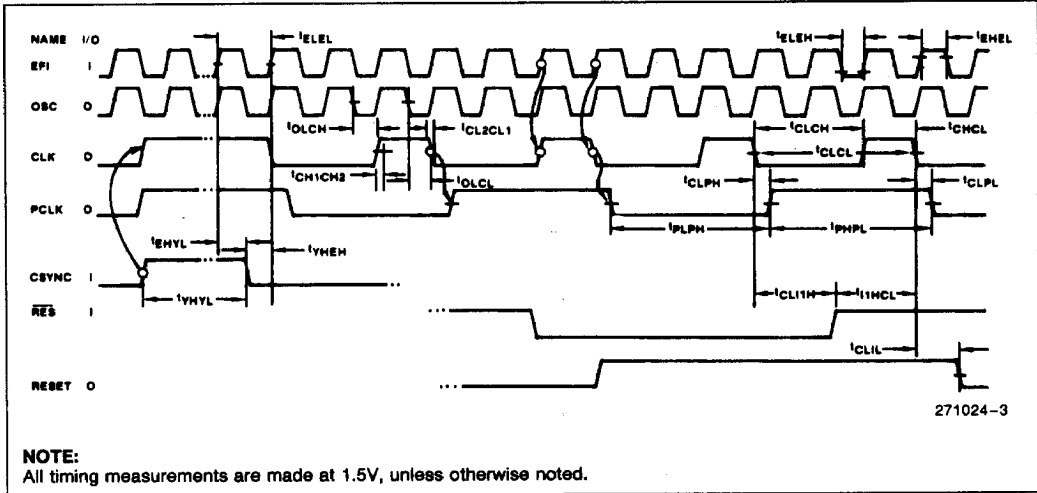 NAME I/O
tELEL
tELEH
tEHEL
EFI I
OSC O
tOLCH
tCL2CL1
tCLCH
tCHCL
CLK O
tCLCL
tCH1CH2
tOLCL
tCLPH
tCLPL
PCLK O
tEHYL
tYHEH
tPLPH
tPHPL
CSYNC I
tYHYL
tCLI1H
tI1HCL
RES I
tCLIL
RESET O
271024-3
NOTE:
All timing measurements are made at 1.5V, unless otherwise noted.